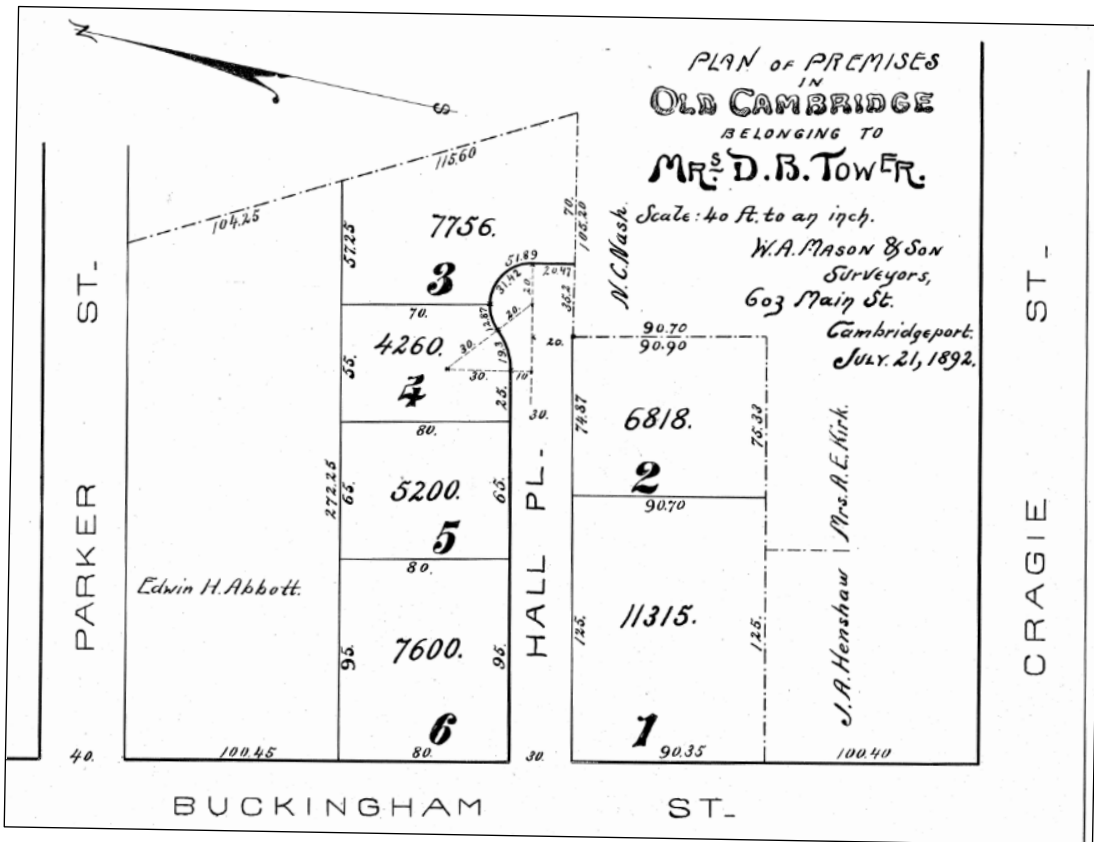 N
S
PLAN OF PREMISES
IN
OLD CAMBRIDGE
BELONGING TO
MRS. D. B. TOWER.
Scale: 40 ft. to an inch.
W.A. MASON & SON
Surveyors,
603 Main St.
Cambridgeport.
JULY. 21, 1892.
PARKER ST.
104.25
115.60
57.25
7756.
3
51.89
31.42
20.47
20.
20.
70.
105.20
35.2
N.C. Nash.
70.
12.87
4260.
4
30.
19.3
30.
10
20.
55.
25.
30.
80.
272.25
65.
5200.
5
65.
80.
Edwin H. Abbott.
95.
7600.
6
95.
HALL PL.
90.70
90.90
74.87
6818.
2
75.33
90.70
Mrs. A. E. Kirk.
125.
11315.
1
125.
J. A. Henshaw
CRAGIE ST.
40.
100.45
80.
30.
90.35
100.40
BUCKINGHAM ST.